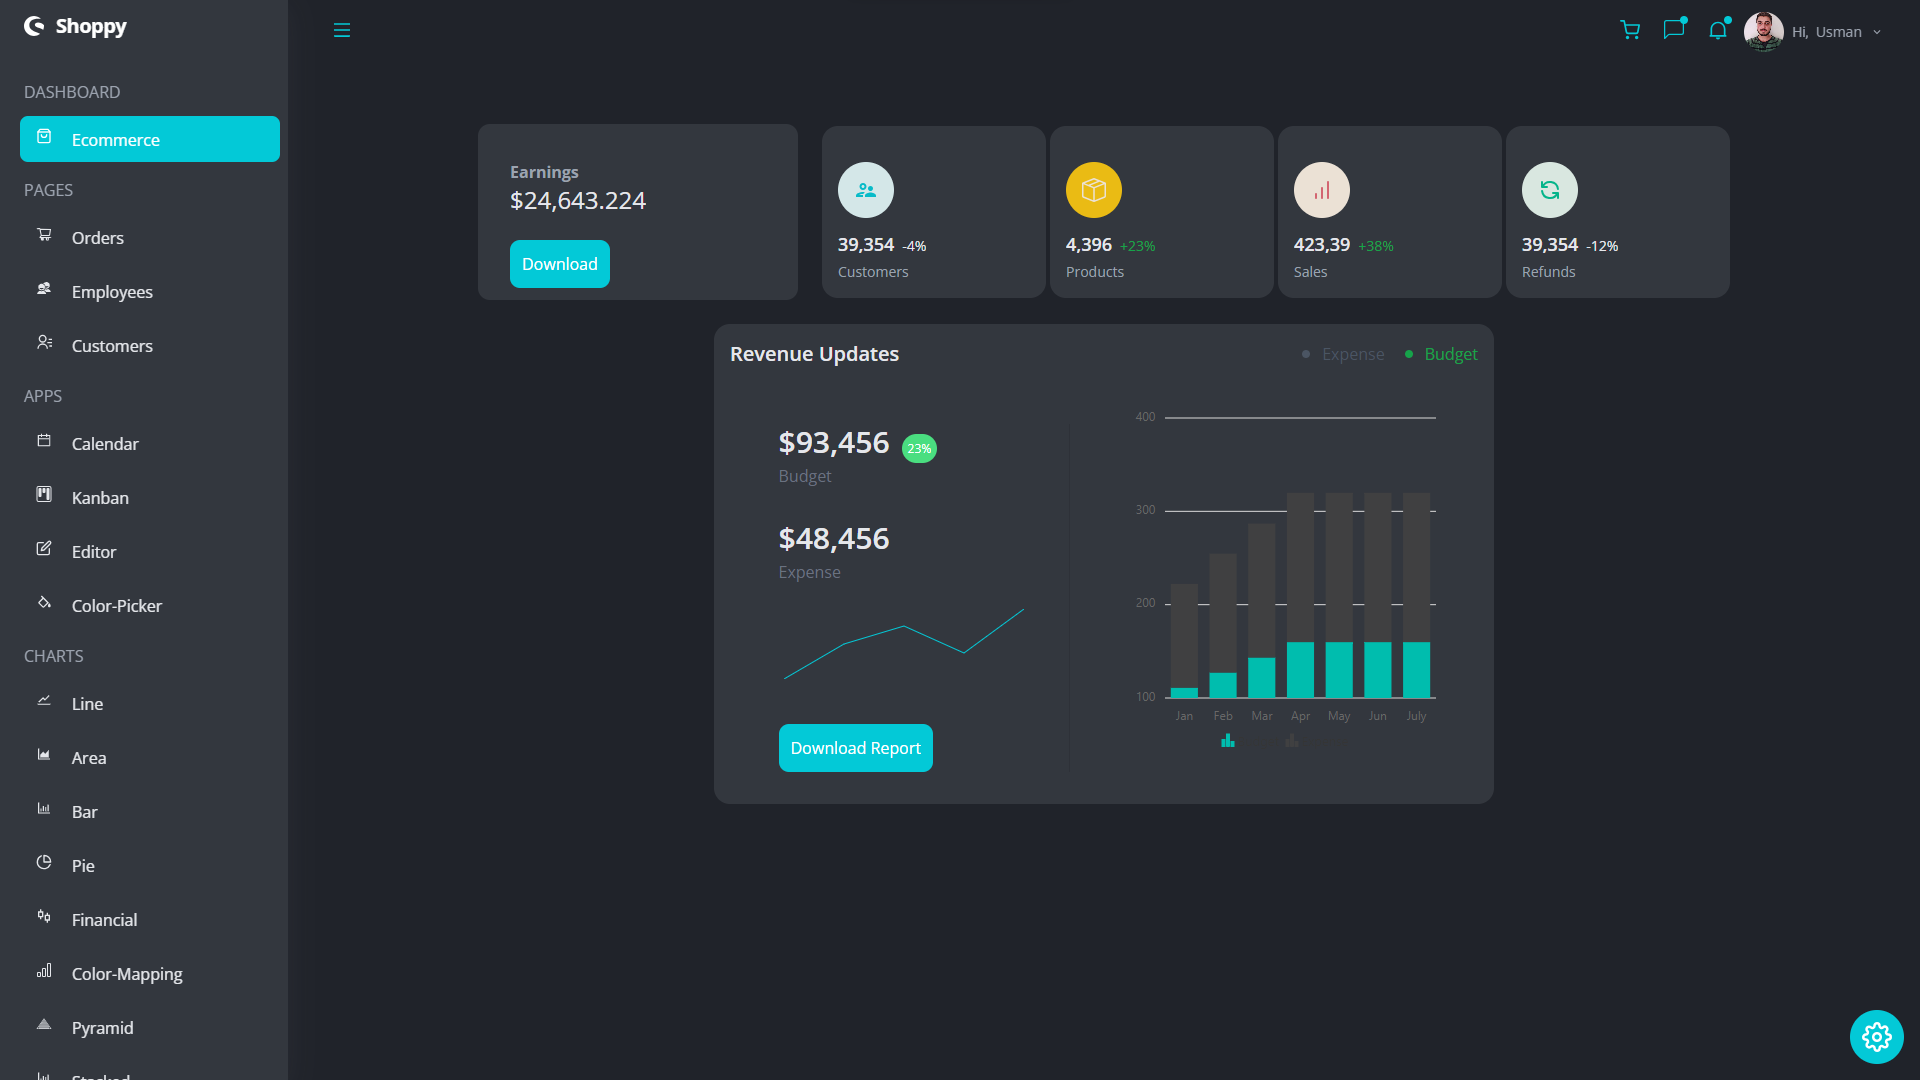 Shoppy
DASHBOARD
Ecommerce
PAGES
Orders
Employees
Customers
APPS
Calendar
Kanban
Editor
Color-Picker
CHARTS
Line
Area
Bar
Pie
Financial
Color-Mapping
Pyramid
Stacked
Hi, Usman
Earnings
$24,643.224
Download
39,354 -4%
Customers
4,396 +23%
Products
423,39 +38%
Sales
39,354 -12%
Refunds
Revenue Updates
Expense
Budget
$93,456 23%
Budget
$48,456
Expense
Download Report
400
300
200
100
Jan Feb Mar Apr May Jun July